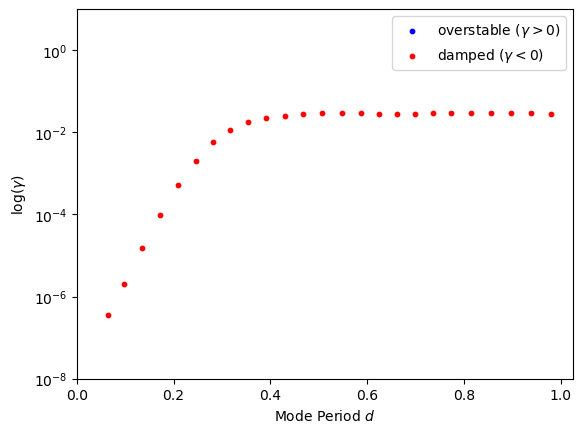 overstable (γ > 0)
damped (γ < 0)
10⁰
10⁻²
10⁻⁴
10⁻⁶
10⁻⁸
log(γ)
0.0 0.2 0.4 0.6 0.8 1.0
Mode Period d